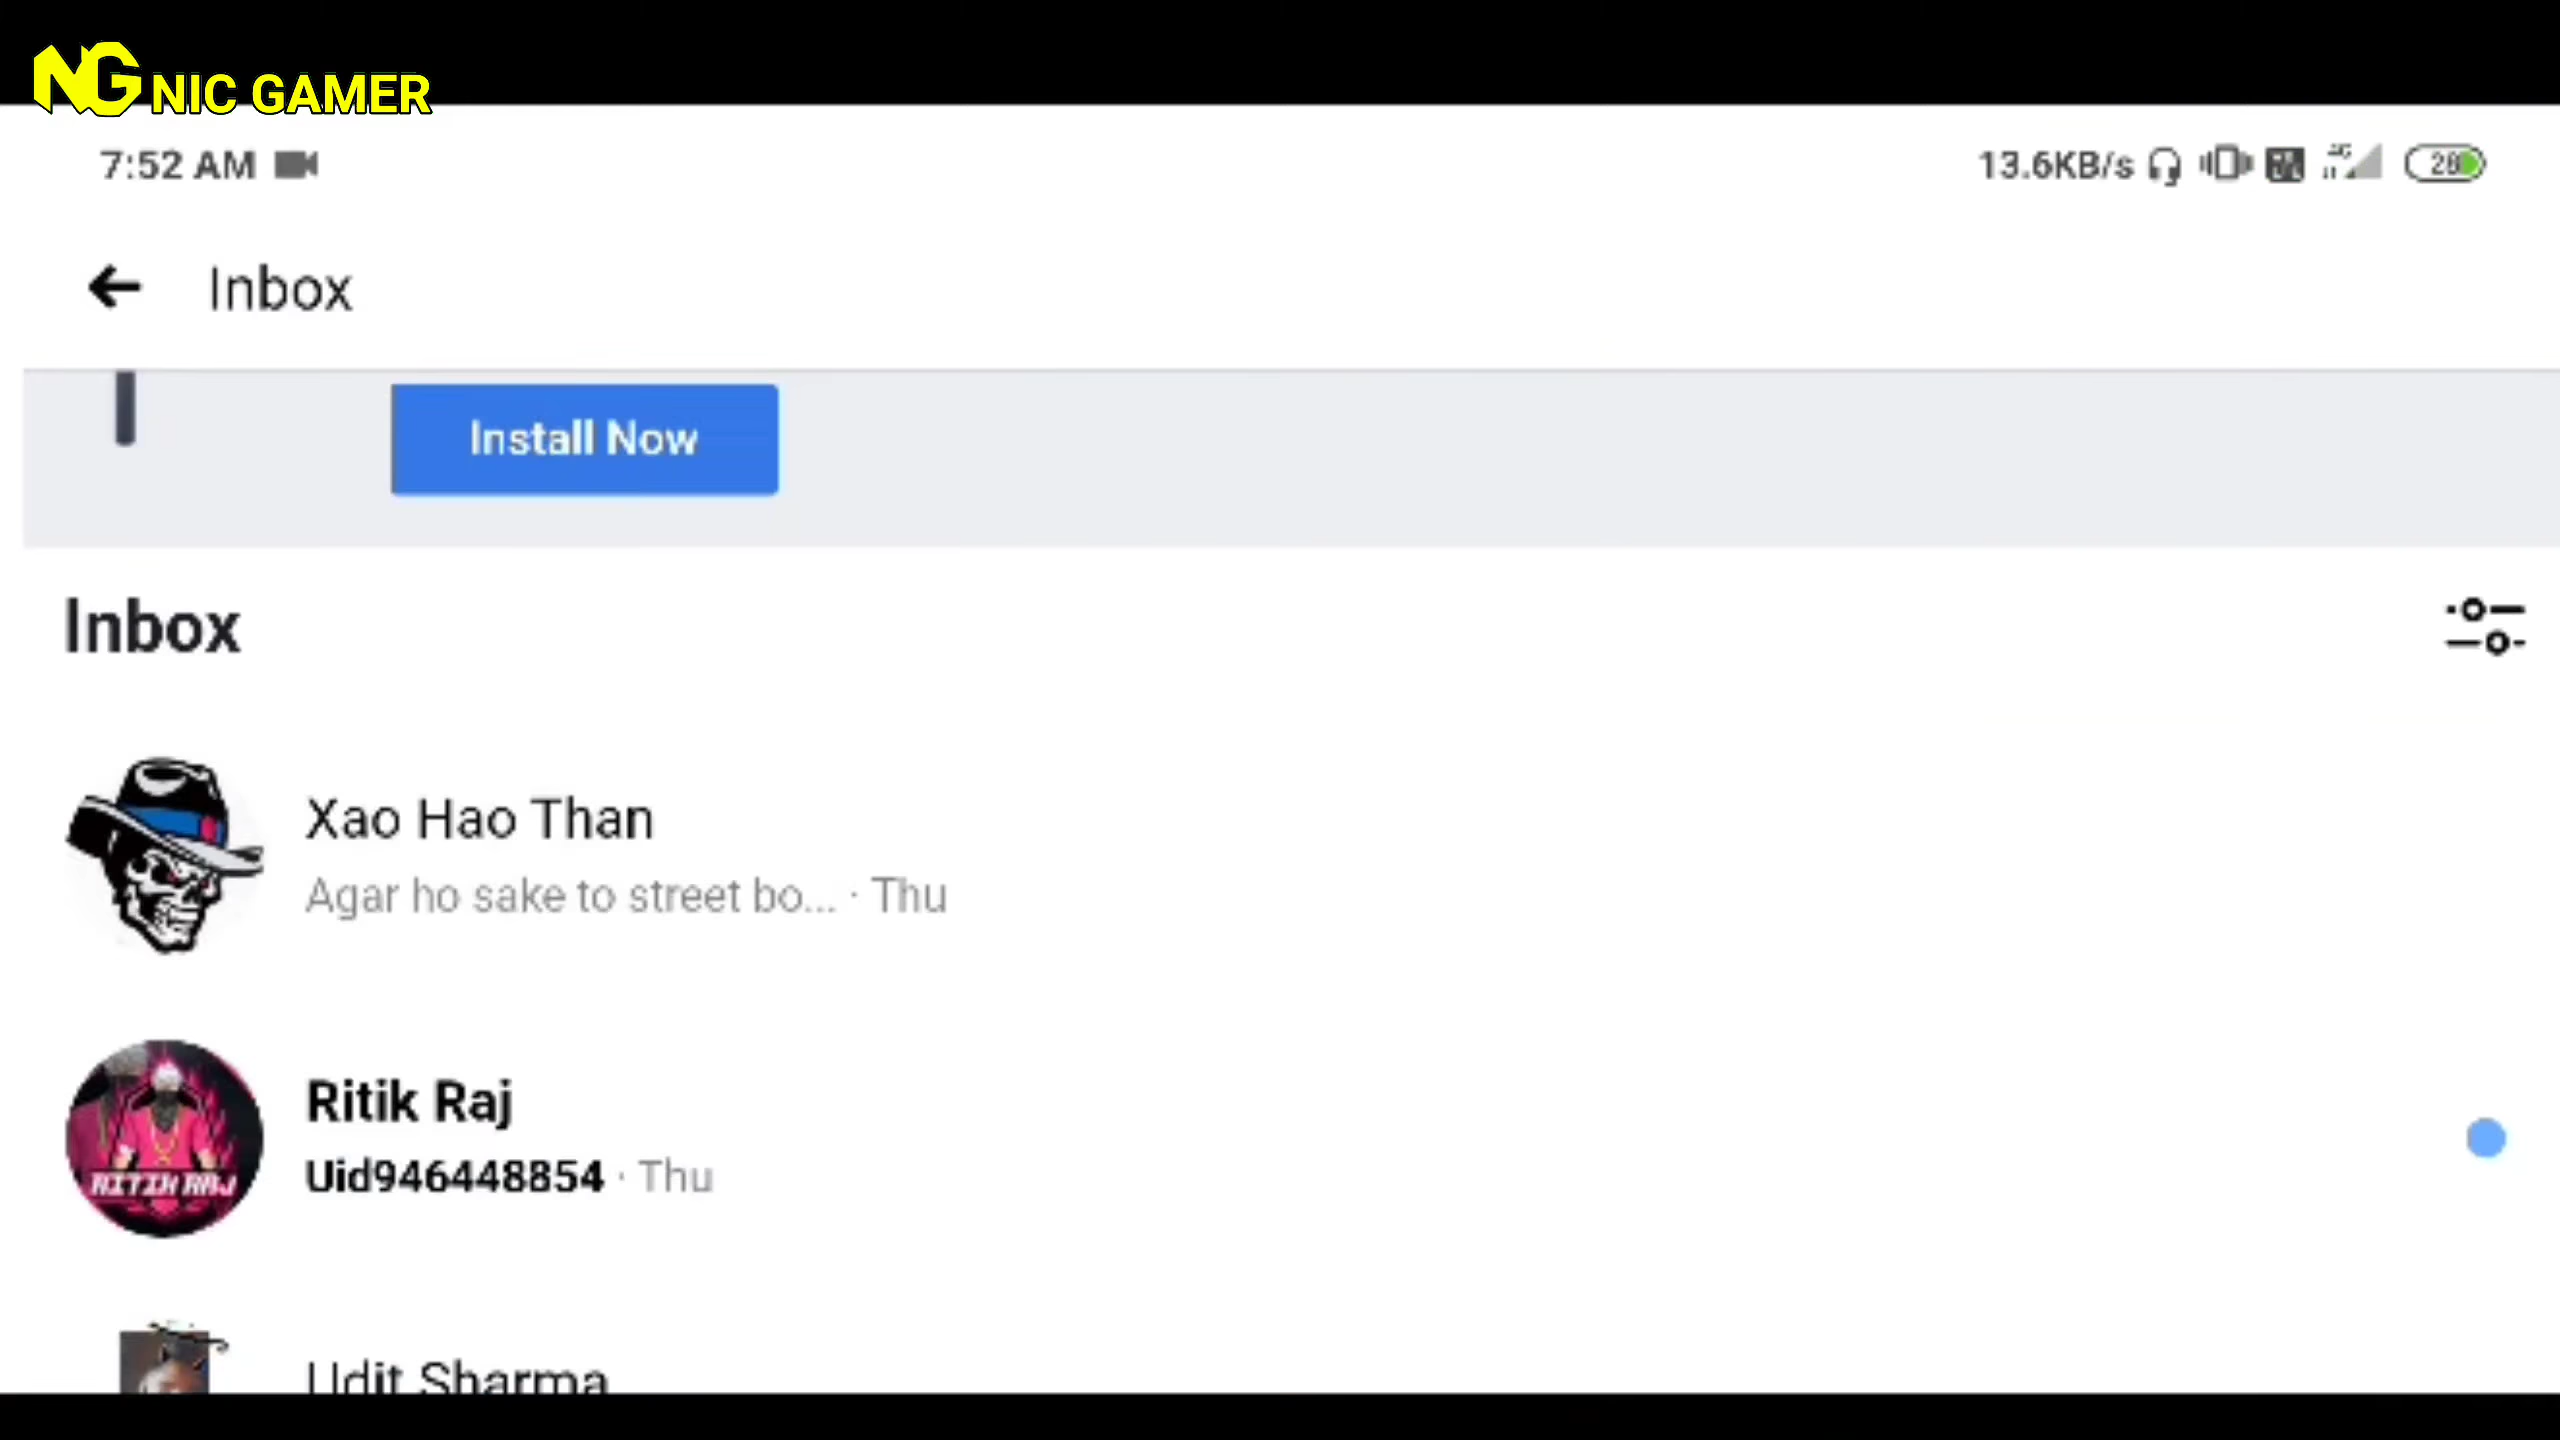 NG NIC GAMER
7:52 AM
13.6KB/s 4G
Inbox
Install Now
Inbox
Xao Hao Than
Agar ho sake to street bo... · Thu
Ritik Raj
Uid946448854 · Thu
RITIK RAJ
Udit Sharma